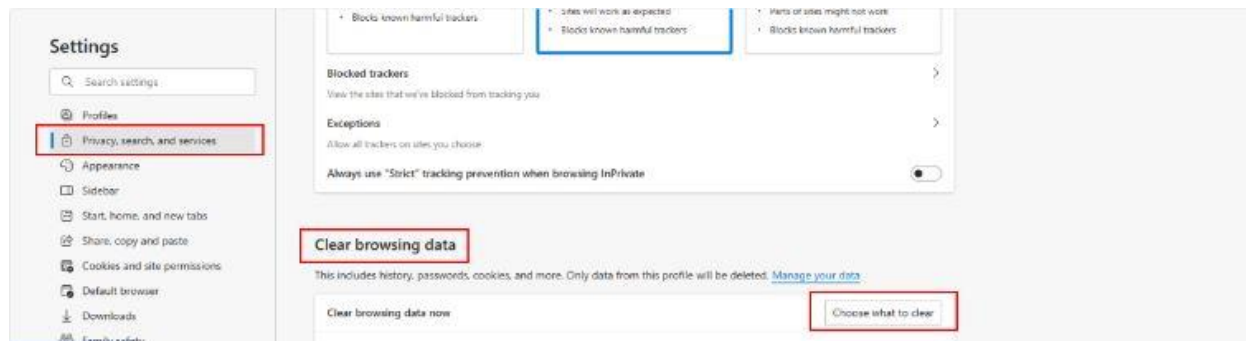 Settings
Search settings
Profiles
Privacy, search, and services
Appearance
Sidebar
Start, home, and new tabs
Share, copy and paste
Cookies and site permissions
Default browser
Downloads
Family safety
• Blocks known harmful trackers
• Sites will work as expected
• Blocks known harmful trackers
• Parts of sites might not work
• Blocks known harmful trackers
Blocked trackers
View the sites that we've blocked from tracking you
Exceptions
Allow all trackers on sites you choose
Always use "Strict" tracking prevention when browsing InPrivate
Clear browsing data
This includes history, passwords, cookies, and more. Only data from this profile will be deleted. Manage your data
Clear browsing data now
Choose what to clear